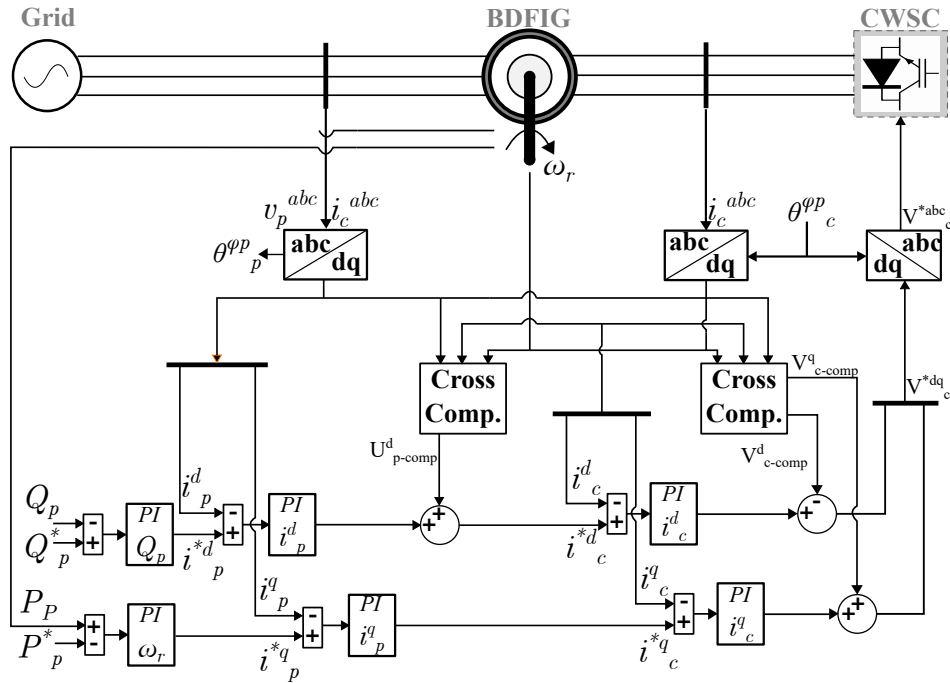 Grid
BDFIG
CWSC
ω_r
v_p^abc
i_c^abc
i_c^abc
θ^φp_c
V^*abc_c
θ^φp_p
abc
dq
abc
dq
abc
dq
Cross
Comp.
Cross
Comp.
V^q_c-comp
V^*dq_c
U^d_p-comp
V^d_c-comp
i^d_p
i^d_c
Q_p
Q^*_p
-
+
PI
Q_p
i^*d_p
-
+
PI
i^d_p
+
+
i^*d_c
-
+
PI
i^d_c
+
-
P_P
P^*_p
+
-
PI
ω_r
i^q_p
i^*q_p
-
+
PI
i^q_p
i^q_c
i^*q_c
-
+
PI
i^q_c
+
+